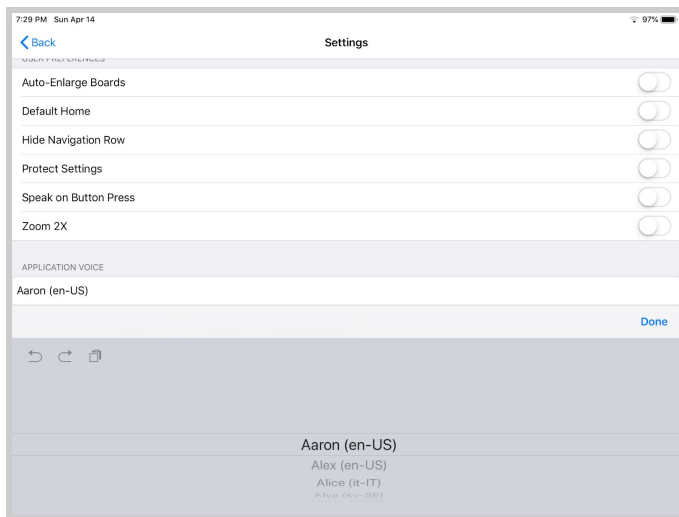 7:29 PM Sun Apr 14 97%
Back Settings
USER PREFERENCES
Auto-Enlarge Boards
Default Home
Hide Navigation Row
Protect Settings
Speak on Button Press
Zoom 2X
APPLICATION VOICE
Aaron (en-US)
Done
Aaron (en-US)
Alex (en-US)
Alice (it-IT)
Alva (sv-SE)